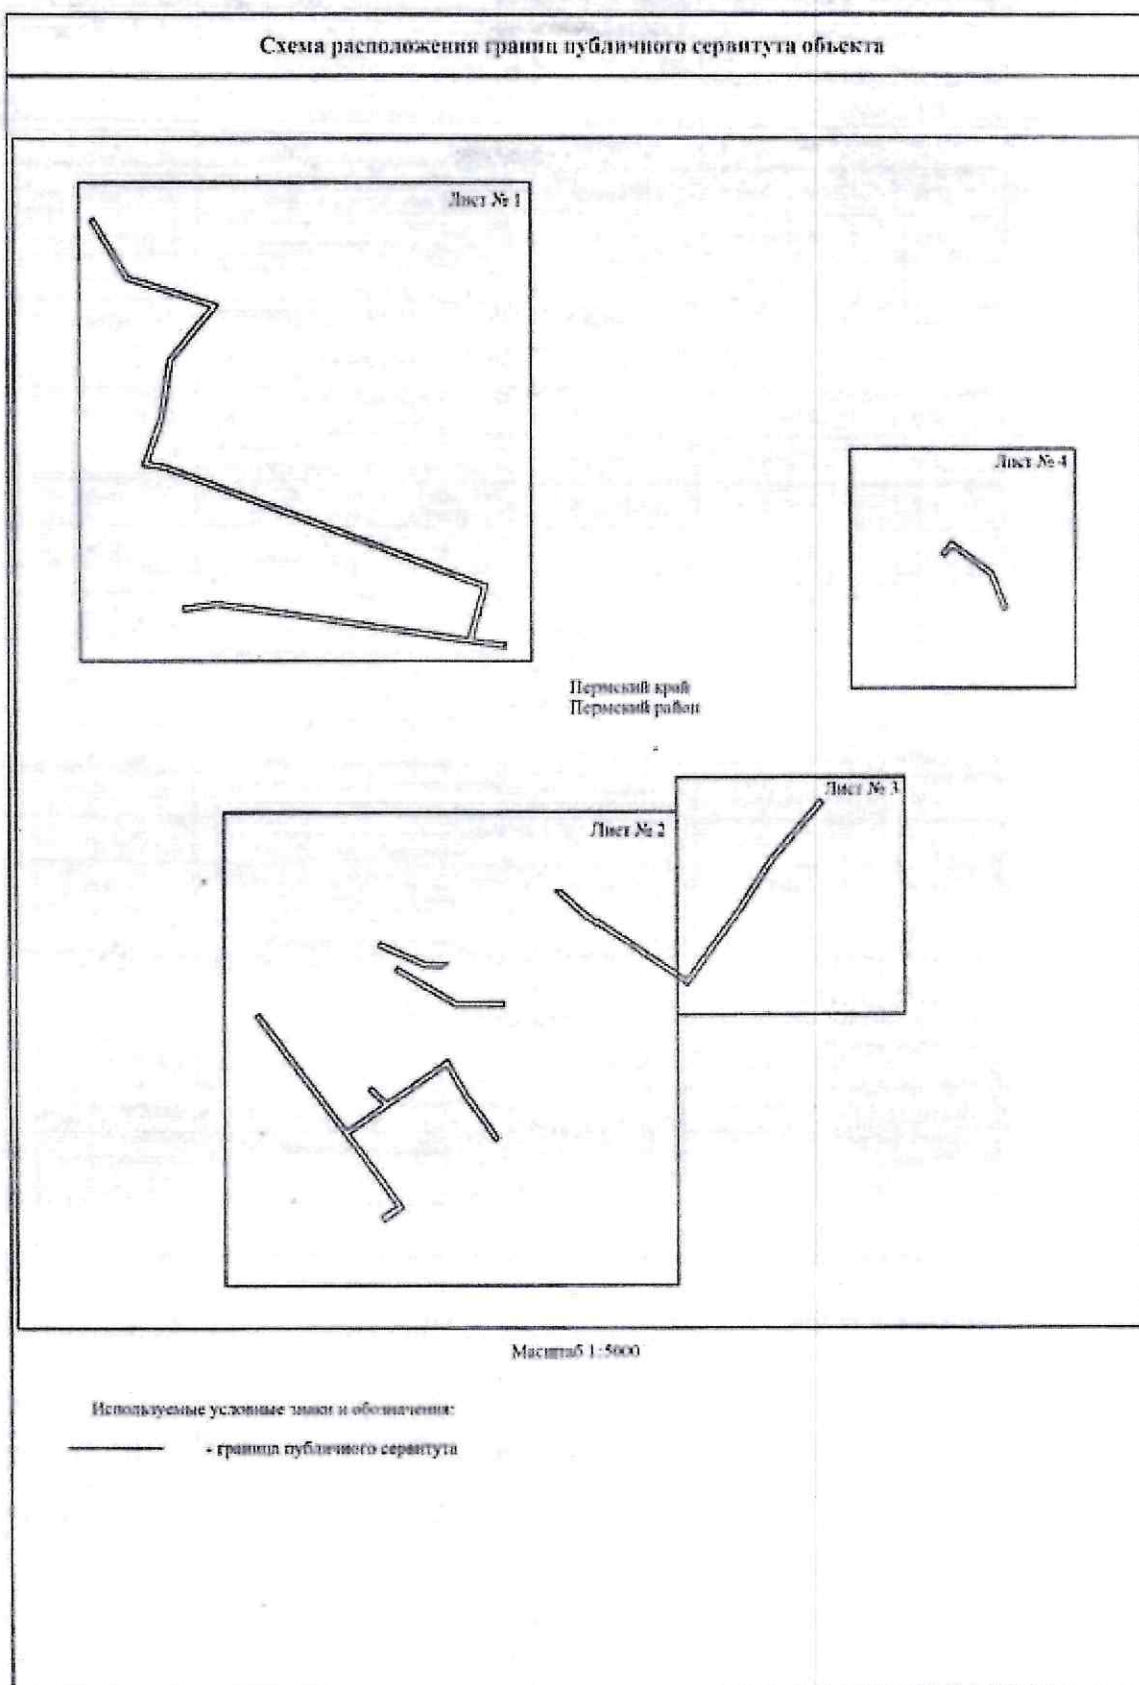 Схема расположения границ публичного сервитута объекта
Лист № 1
Лист № 4
Пермский край
Пермский район
Лист № 3
Лист № 2
Масштаб 1:5000
Используемые условные знаки и обозначения:
- граница публичного сервитута